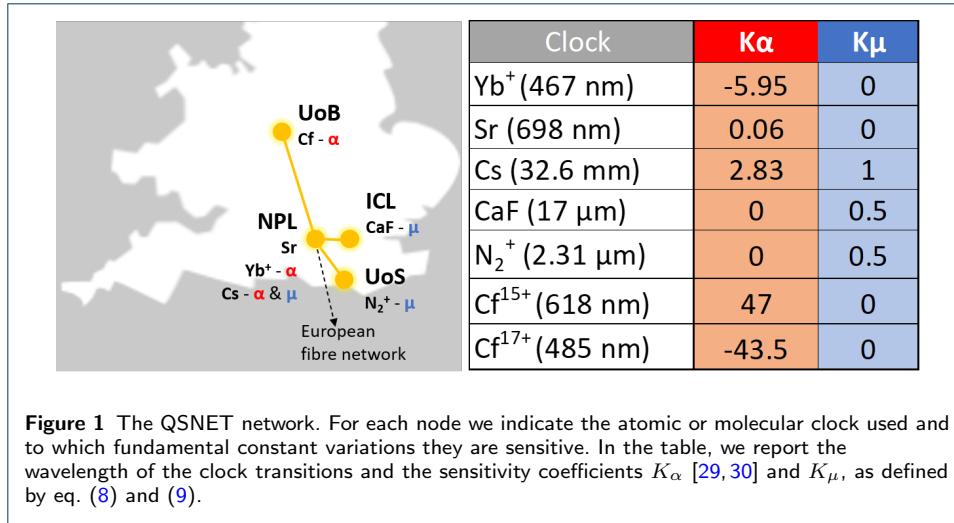 UoB
Cf - α
ICL
CaF - μ
NPL
Sr
Yb⁺ - α
Cs - α & μ
UoS
N₂⁺ - μ
European
fibre network
Clock Kα Kμ
Yb⁺ (467 nm) -5.95 0
Sr (698 nm) 0.06 0
Cs (32.6 mm) 2.83 1
CaF (17 μm) 0 0.5
N₂⁺ (2.31 μm) 0 0.5
Cf¹⁵⁺ (618 nm) 47 0
Cf¹⁷⁺ (485 nm) -43.5 0
Figure 1 The QSNET network. For each node we indicate the atomic or molecular clock used and
to which fundamental constant variations they are sensitive. In the table, we report the
wavelength of the clock transitions and the sensitivity coefficients Kα [29, 30] and Kμ, as defined
by eq. (8) and (9).